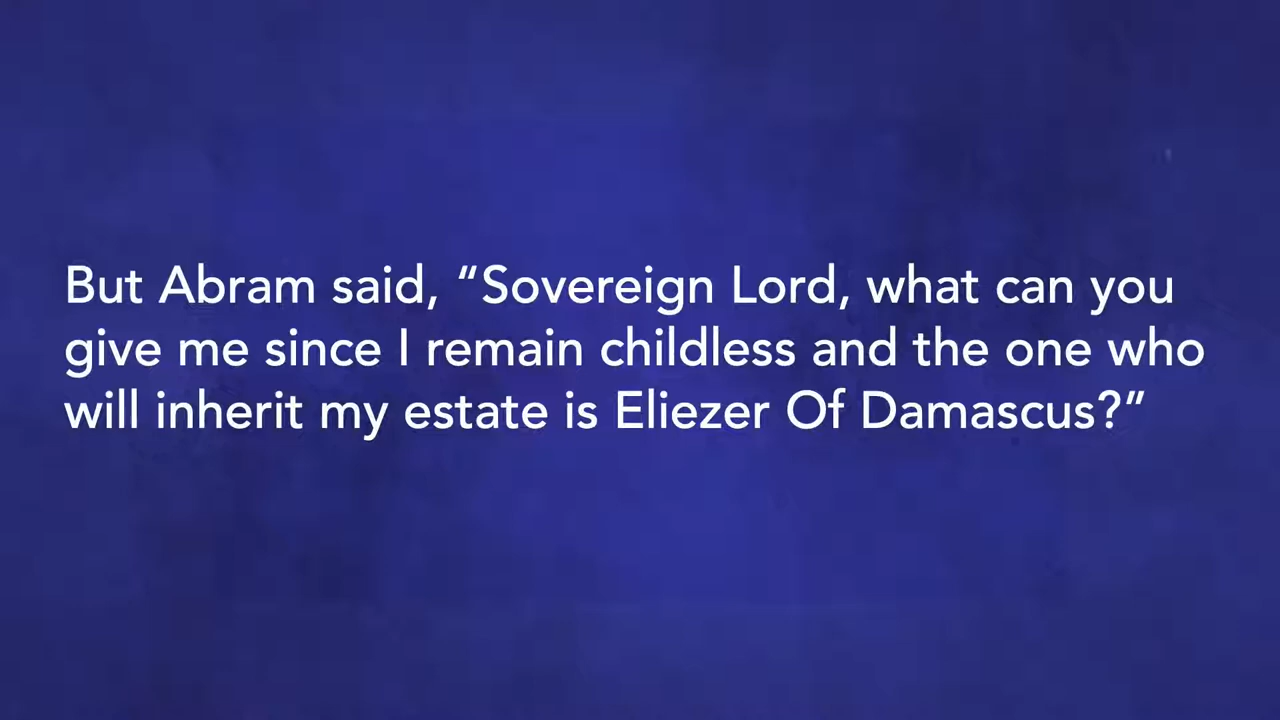 But Abram said, “Sovereign Lord, what can you
give me since I remain childless and the one who
will inherit my estate is Eliezer Of Damascus?”